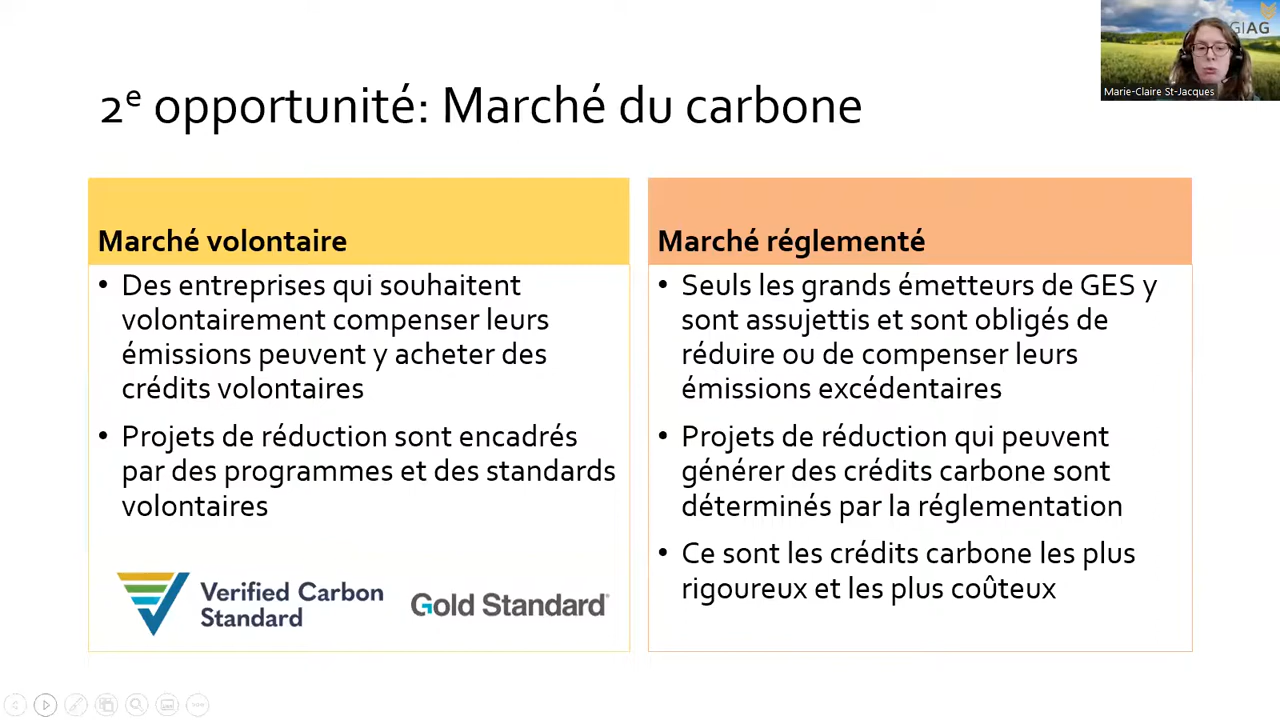 GIAG
Marie-Claire St-Jacques
2e opportunité: Marché du carbone
Marché volontaire
• Des entreprises qui souhaitent
volontairement compenser leurs
émissions peuvent y acheter des
crédits volontaires
• Projets de réduction sont encadrés
par des programmes et des standards
volontaires
Verified Carbon
Standard
Gold Standard
Marché réglementé
• Seuls les grands émetteurs de GES y
sont assujettis et sont obligés de
réduire ou de compenser leurs
émissions excédentaires
• Projets de réduction qui peuvent
générer des crédits carbone sont
déterminés par la réglementation
• Ce sont les crédits carbone les plus
rigoureux et les plus coûteux